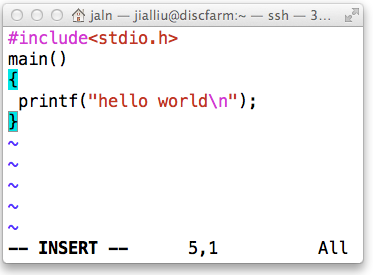 jaln — jialliu@discfarm:~ — ssh — 3...
#include<stdio.h>
main()
{
 printf("hello world\n");
}
~
~
~
~
~
-- INSERT --      5,1      All